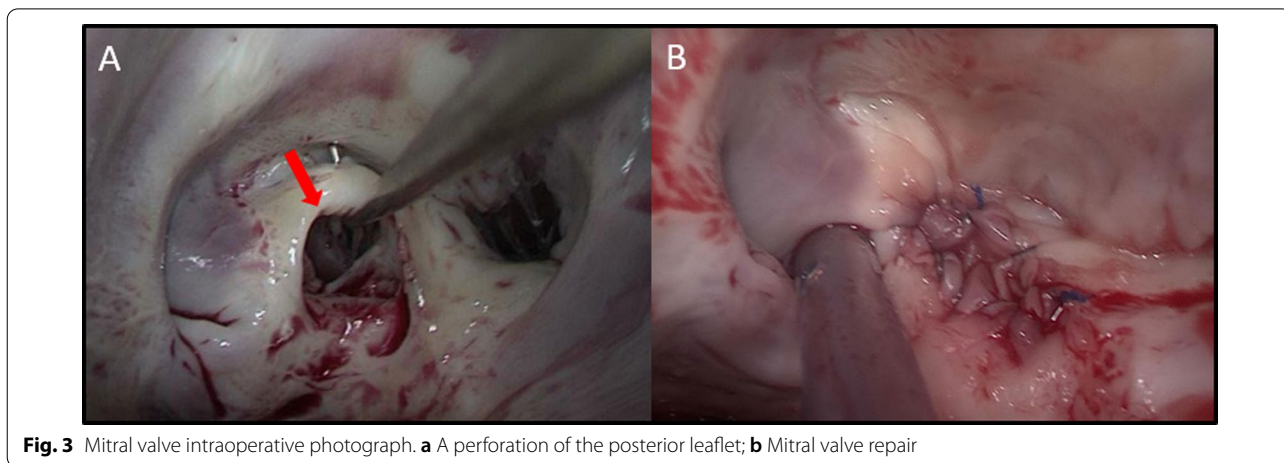 A
B
Fig. 3 Mitral valve intraoperative photograph. a A perforation of the posterior leaflet; b Mitral valve repair